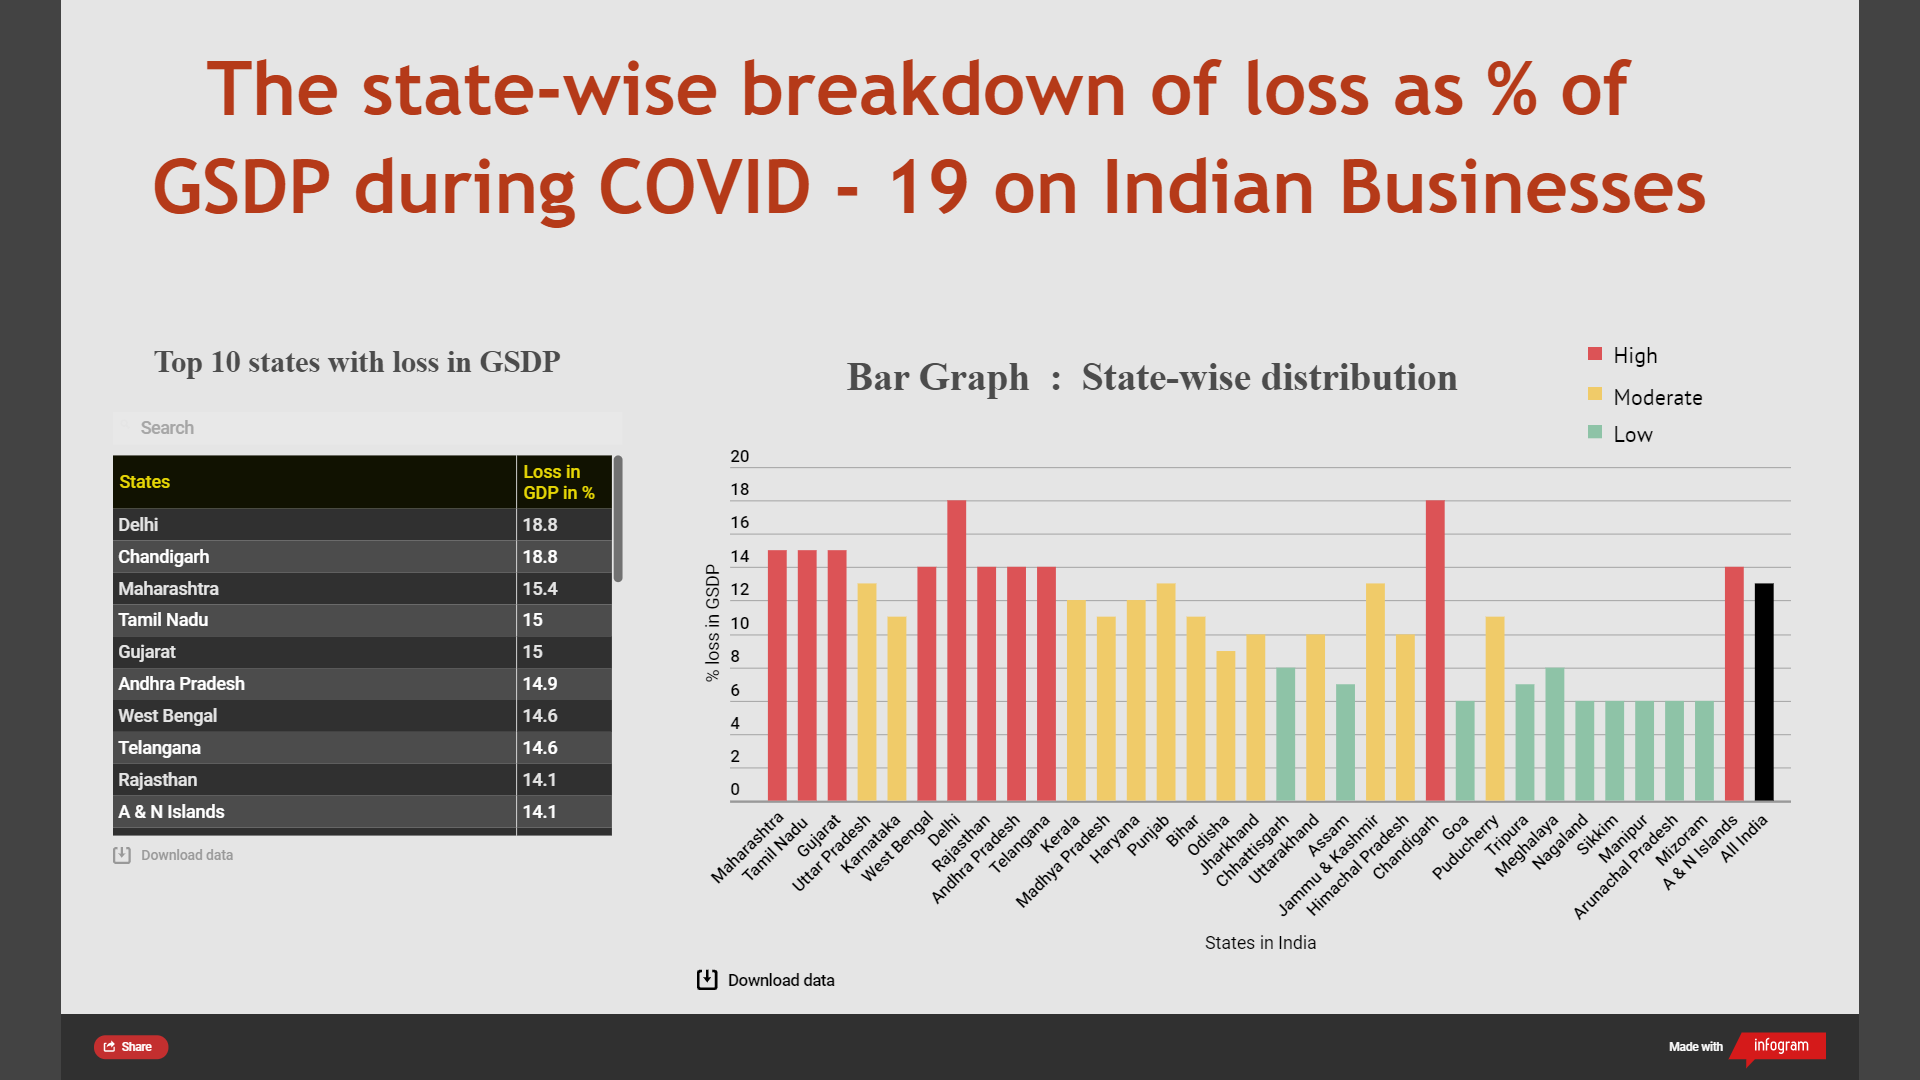 The state-wise breakdown of loss as % of
GSDP during COVID - 19 on Indian Businesses
Top 10 states with loss in GSDP
Search
States
Loss in
GDP in %
Delhi 18.8
Chandigarh 18.8
Maharashtra 15.4
Tamil Nadu 15
Gujarat 15
Andhra Pradesh 14.9
West Bengal 14.6
Telangana 14.6
Rajasthan 14.1
A & N Islands 14.1
Download data
Bar Graph : State-wise distribution
High
Moderate
Low
% loss in GSDP
20
18
16
14
12
10
8
6
4
2
0
Maharashtra
Tamil Nadu
Gujarat
Uttar Pradesh
Karnataka
West Bengal
Delhi
Rajasthan
Andhra Pradesh
Telangana
Kerala
Madhya Pradesh
Haryana
Punjab
Bihar
Odisha
Jharkhand
Chhattisgarh
Uttarakhand
Assam
Jammu & Kashmir
Himachal Pradesh
Chandigarh
Goa
Puducherry
Tripura
Meghalaya
Nagaland
Sikkim
Manipur
Arunachal Pradesh
Mizoram
A & N Islands
All India
States in India
Download data
Share
Made with
infogram